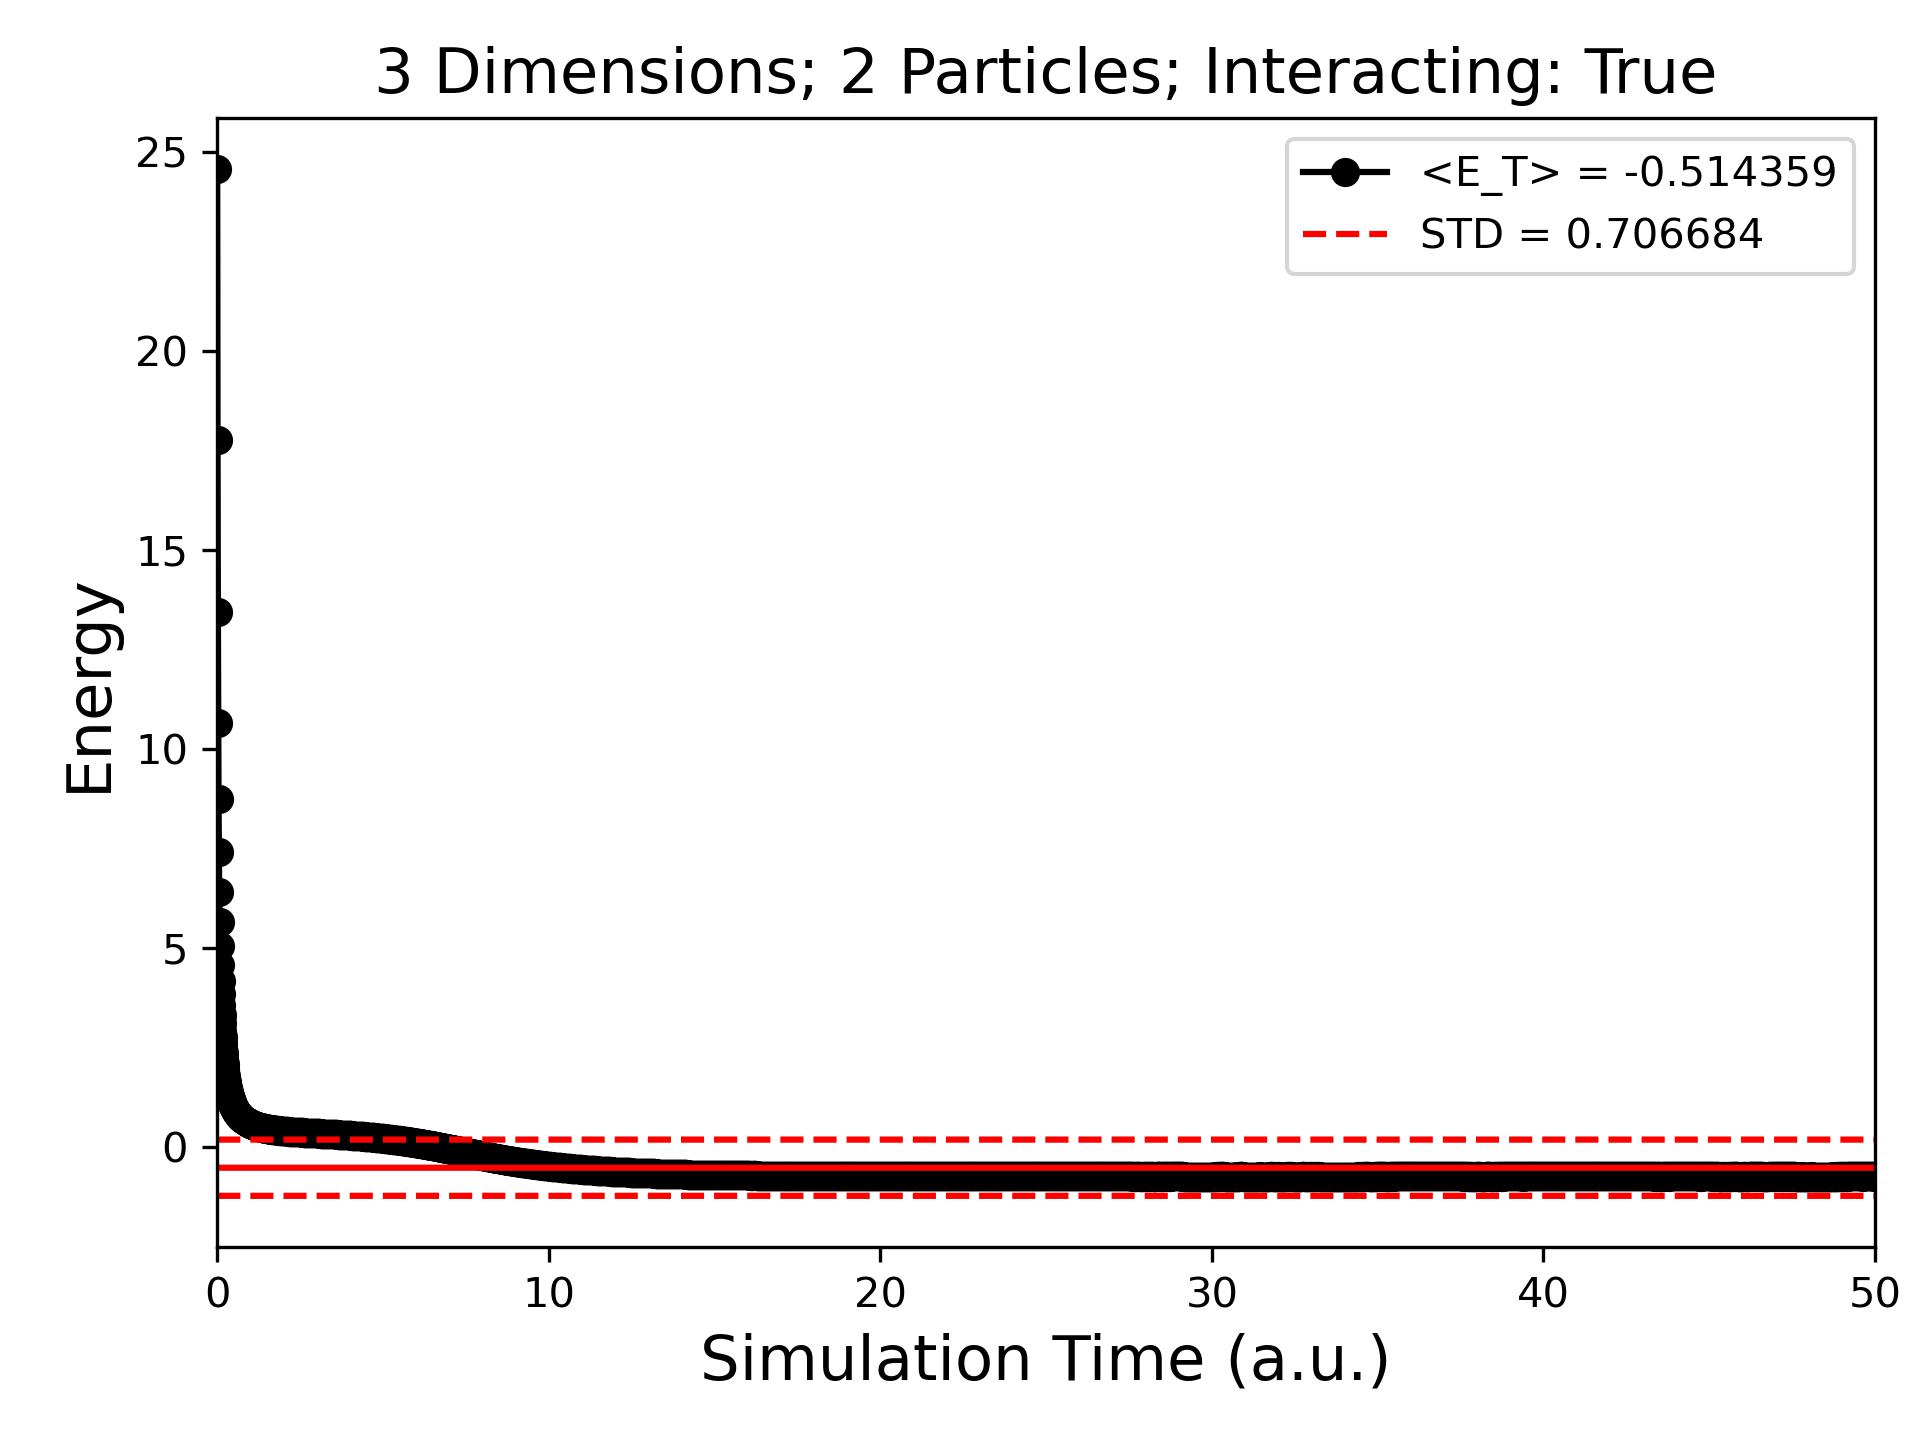 3 Dimensions; 2 Particles; Interacting: True
<E_T> = -0.514359
STD = 0.706684
Energy
25
20
15
10
5
0
0 10 20 30 40 50
Simulation Time (a.u.)